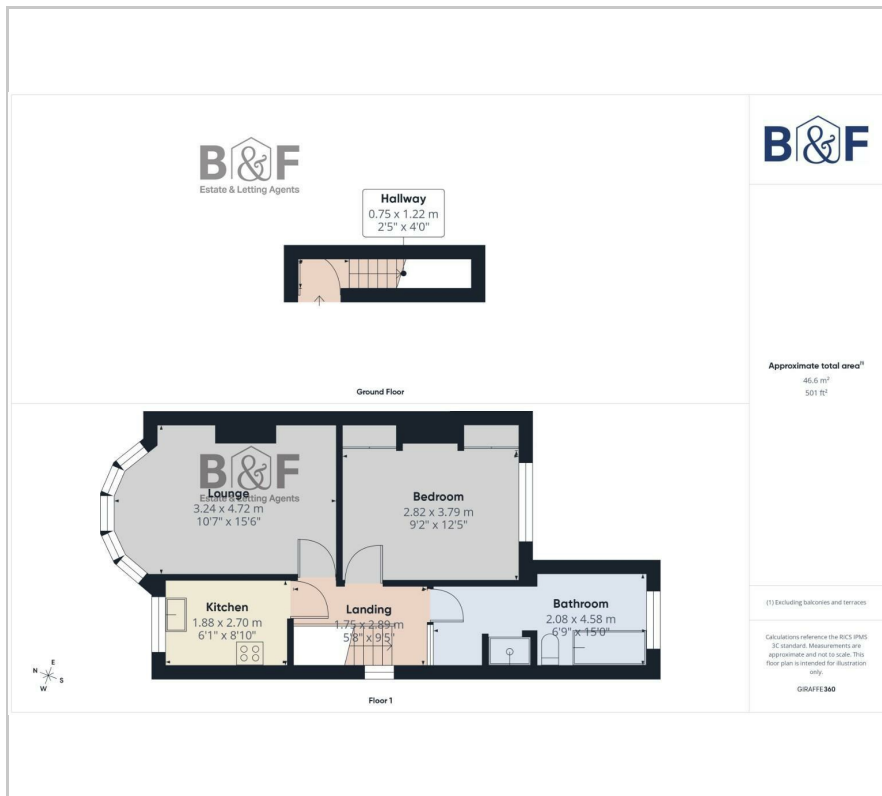 B&F
Estate & Letting Agents
Hallway
0.75 x 1.22 m
2'5" x 4'0"
Ground Floor
B&F
Approximate total area⁽¹⁾
46.6 m²
501 ft²
B&F
Estate & Letting Agents
Lounge
3.24 x 4.72 m
10'7" x 15'6"
Bedroom
2.82 x 3.79 m
9'2" x 12'5"
Kitchen
1.88 x 2.70 m
6'1" x 8'10"
Landing
1.75 x 2.89 m
5'8" x 9'5"
Bathroom
2.08 x 4.58 m
6'9" x 15'0"
N
E
S
W
Floor 1
(1) Excluding balconies and terraces
Calculations reference the RICS IPMS
3C standard. Measurements are
approximate and not to scale. This
floor plan is intended for illustration
only.
GIRAFFE360